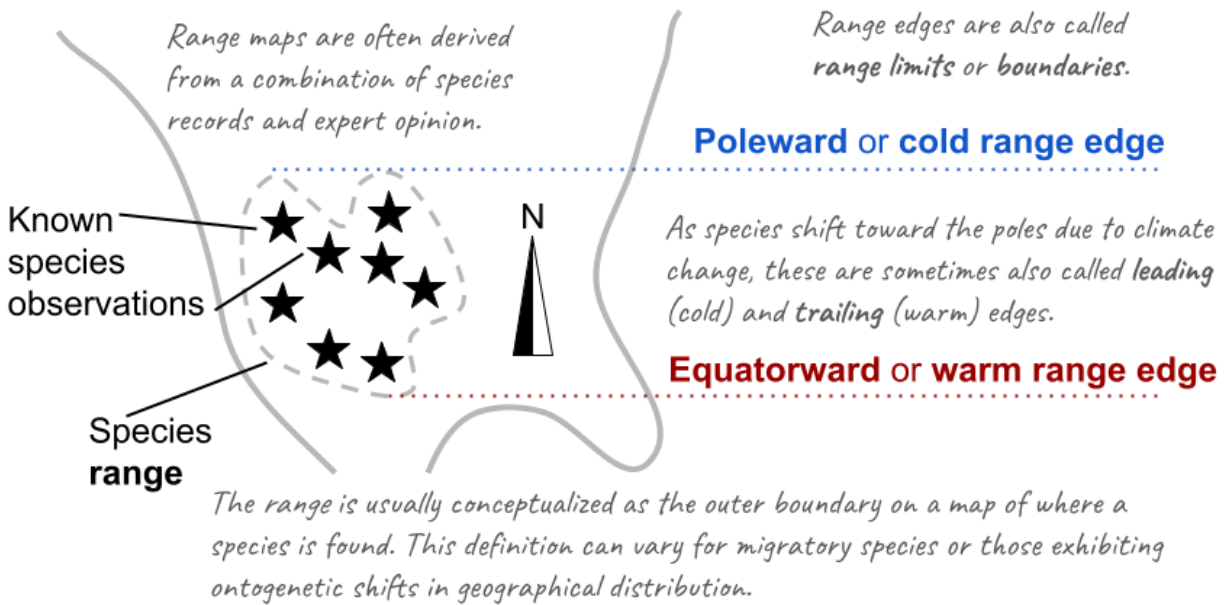 Range maps are often derived
from a combination of species
records and expert opinion.
Range edges are also called
range limits or boundaries.
Poleward or cold range edge
Known
species
observations
N
As species shift toward the poles due to climate
change, these are sometimes also called leading
(cold) and trailing (warm) edges.
Equatorward or warm range edge
Species
range
The range is usually conceptualized as the outer boundary on a map of where a
species is found. This definition can vary for migratory species or those exhibiting
ontogenetic shifts in geographical distribution.